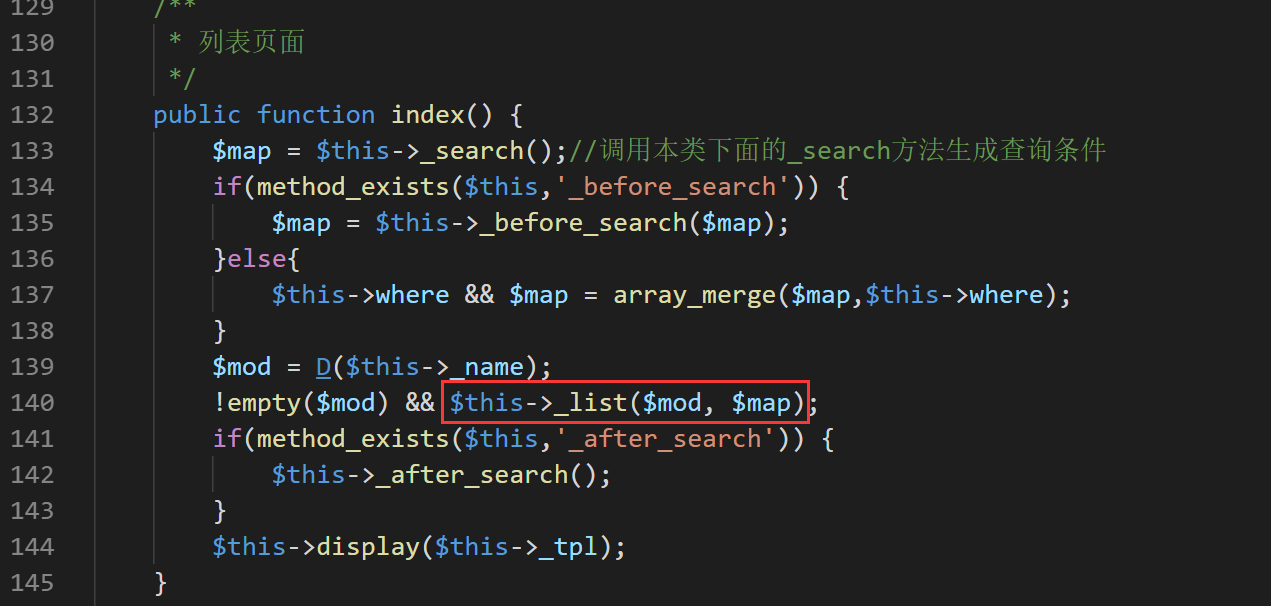 129 /**
130 * 列表页面
131 */
132 public function index() {
133 $map = $this->_search();//调用本类下面的_search方法生成查询条件
134 if(method_exists($this,'_before_search')) {
135 $map = $this->_before_search($map);
136 }else{
137 $this->where && $map = array_merge($map,$this->where);
138 }
139 $mod = D($this->_name);
140 !empty($mod) && $this->_list($mod, $map);
141 if(method_exists($this,'_after_search')) {
142 $this->_after_search();
143 }
144 $this->display($this->_tpl);
145 }